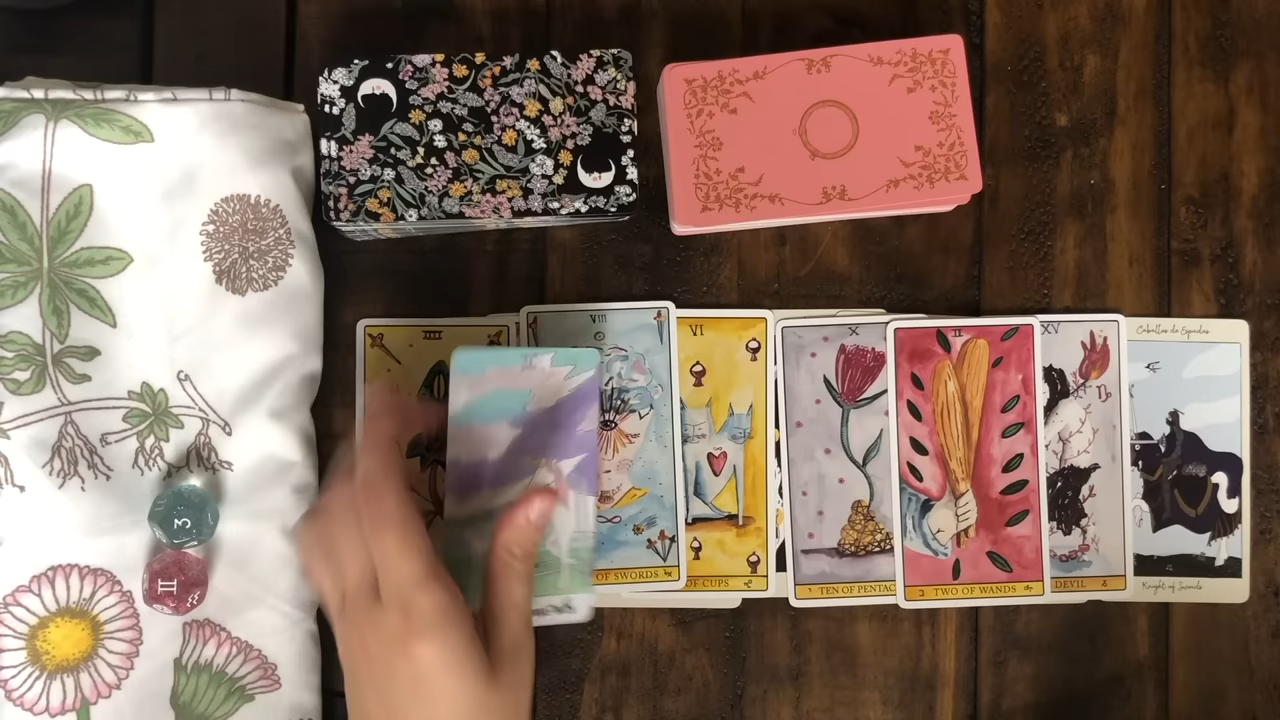 VIII
VI
X
II
XV
Caballos de Espadas
OF SWORDS
OF CUPS
TEN OF PENTAC
TWO OF WANDS
DEVIL
Knight of Swords
3
II